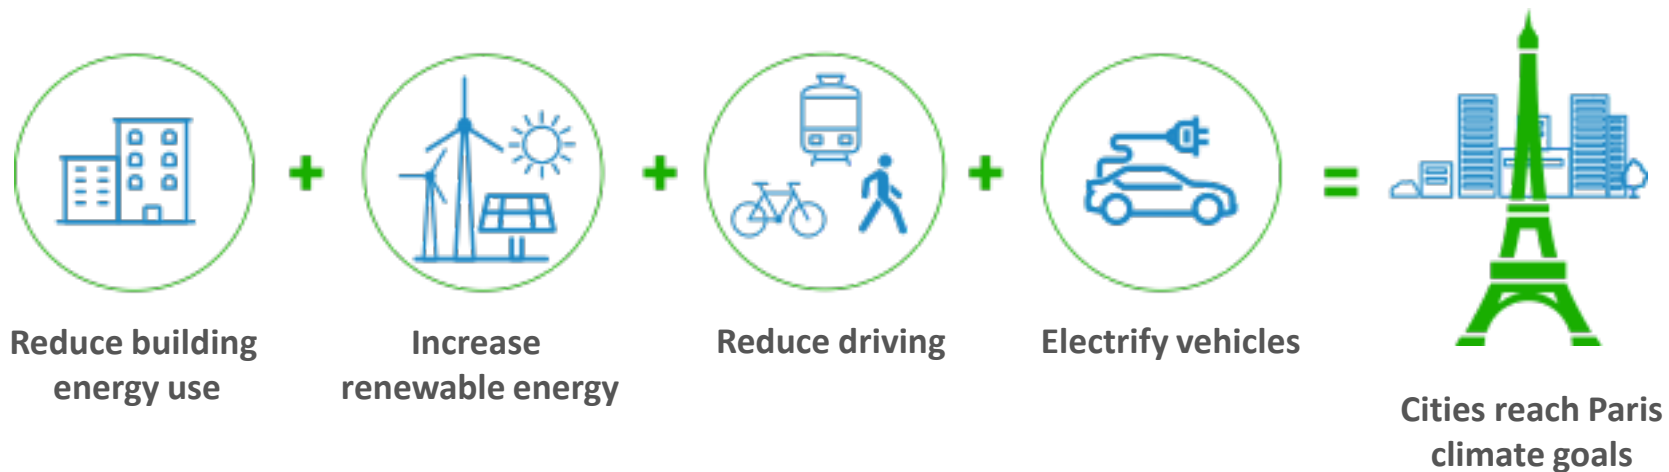 Reduce building
energy use
Increase
renewable energy
Reduce driving
Electrify vehicles
Cities reach Paris
climate goals